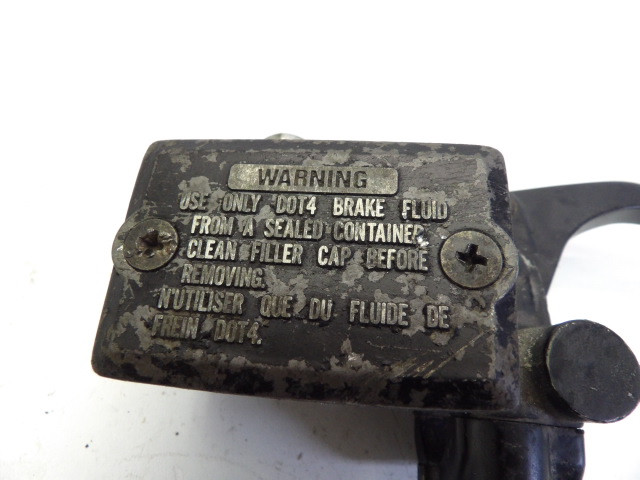 WARNING
USE ONLY DOT4 BRAKE FLUID
FROM A SEALED CONTAINER
CLEAN FILLER CAP BEFORE
REMOVING.
N'UTILISER QUE DU FLUIDE DE
FREIN DOT4.